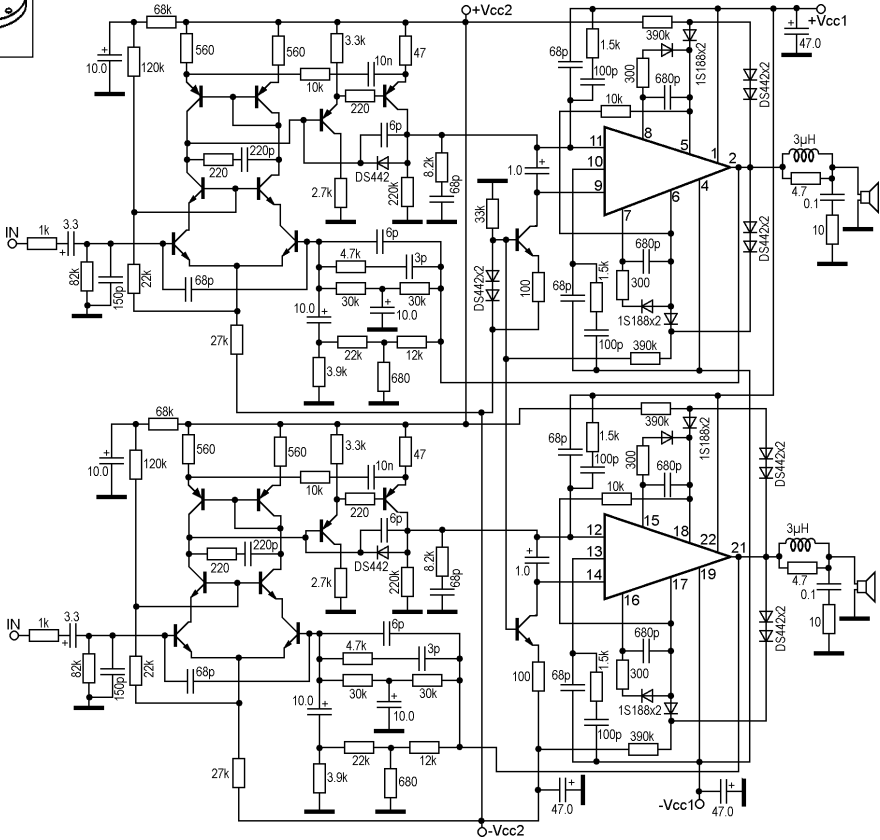 +Vcc2
+Vcc1
68k
10.0
120k
560
560
3.3k
47
10n
10k
220
6p
DS442
2.7k
220k
8.2k
68p
220
220p
IN
1k
3.3
82k
150p
22k
68p
27k
6p
4.7k
3p
30k
30k
10.0
10.0
22k
12k
3.9k
680
33k
DS442x2
100
1.0
68p
1.5k
100p
390k
1S188x2
300
680p
10k
11
10
9
8
5
1
2
4
6
7
47.0
DS442x2
DS442x2
3µH
4.7
0.1
10
680p
300
1.5k
68p
1S188x2
100p
390k
68k
10.0
120k
560
560
3.3k
47
10n
10k
220
6p
DS442
2.7k
220k
8.2k
68p
220
220p
IN
1k
3.3
82k
150p
22k
68p
27k
6p
4.7k
3p
30k
30k
10.0
10.0
22k
12k
3.9k
680
100
1.0
68p
1.5k
100p
390k
1S188x2
300
680p
10k
12
13
14
15
18
22
21
19
17
16
DS442x2
DS442x2
3µH
4.7
0.1
10
680p
300
1.5k
68p
1S188x2
100p
390k
47.0
-Vcc1
47.0
-Vcc2